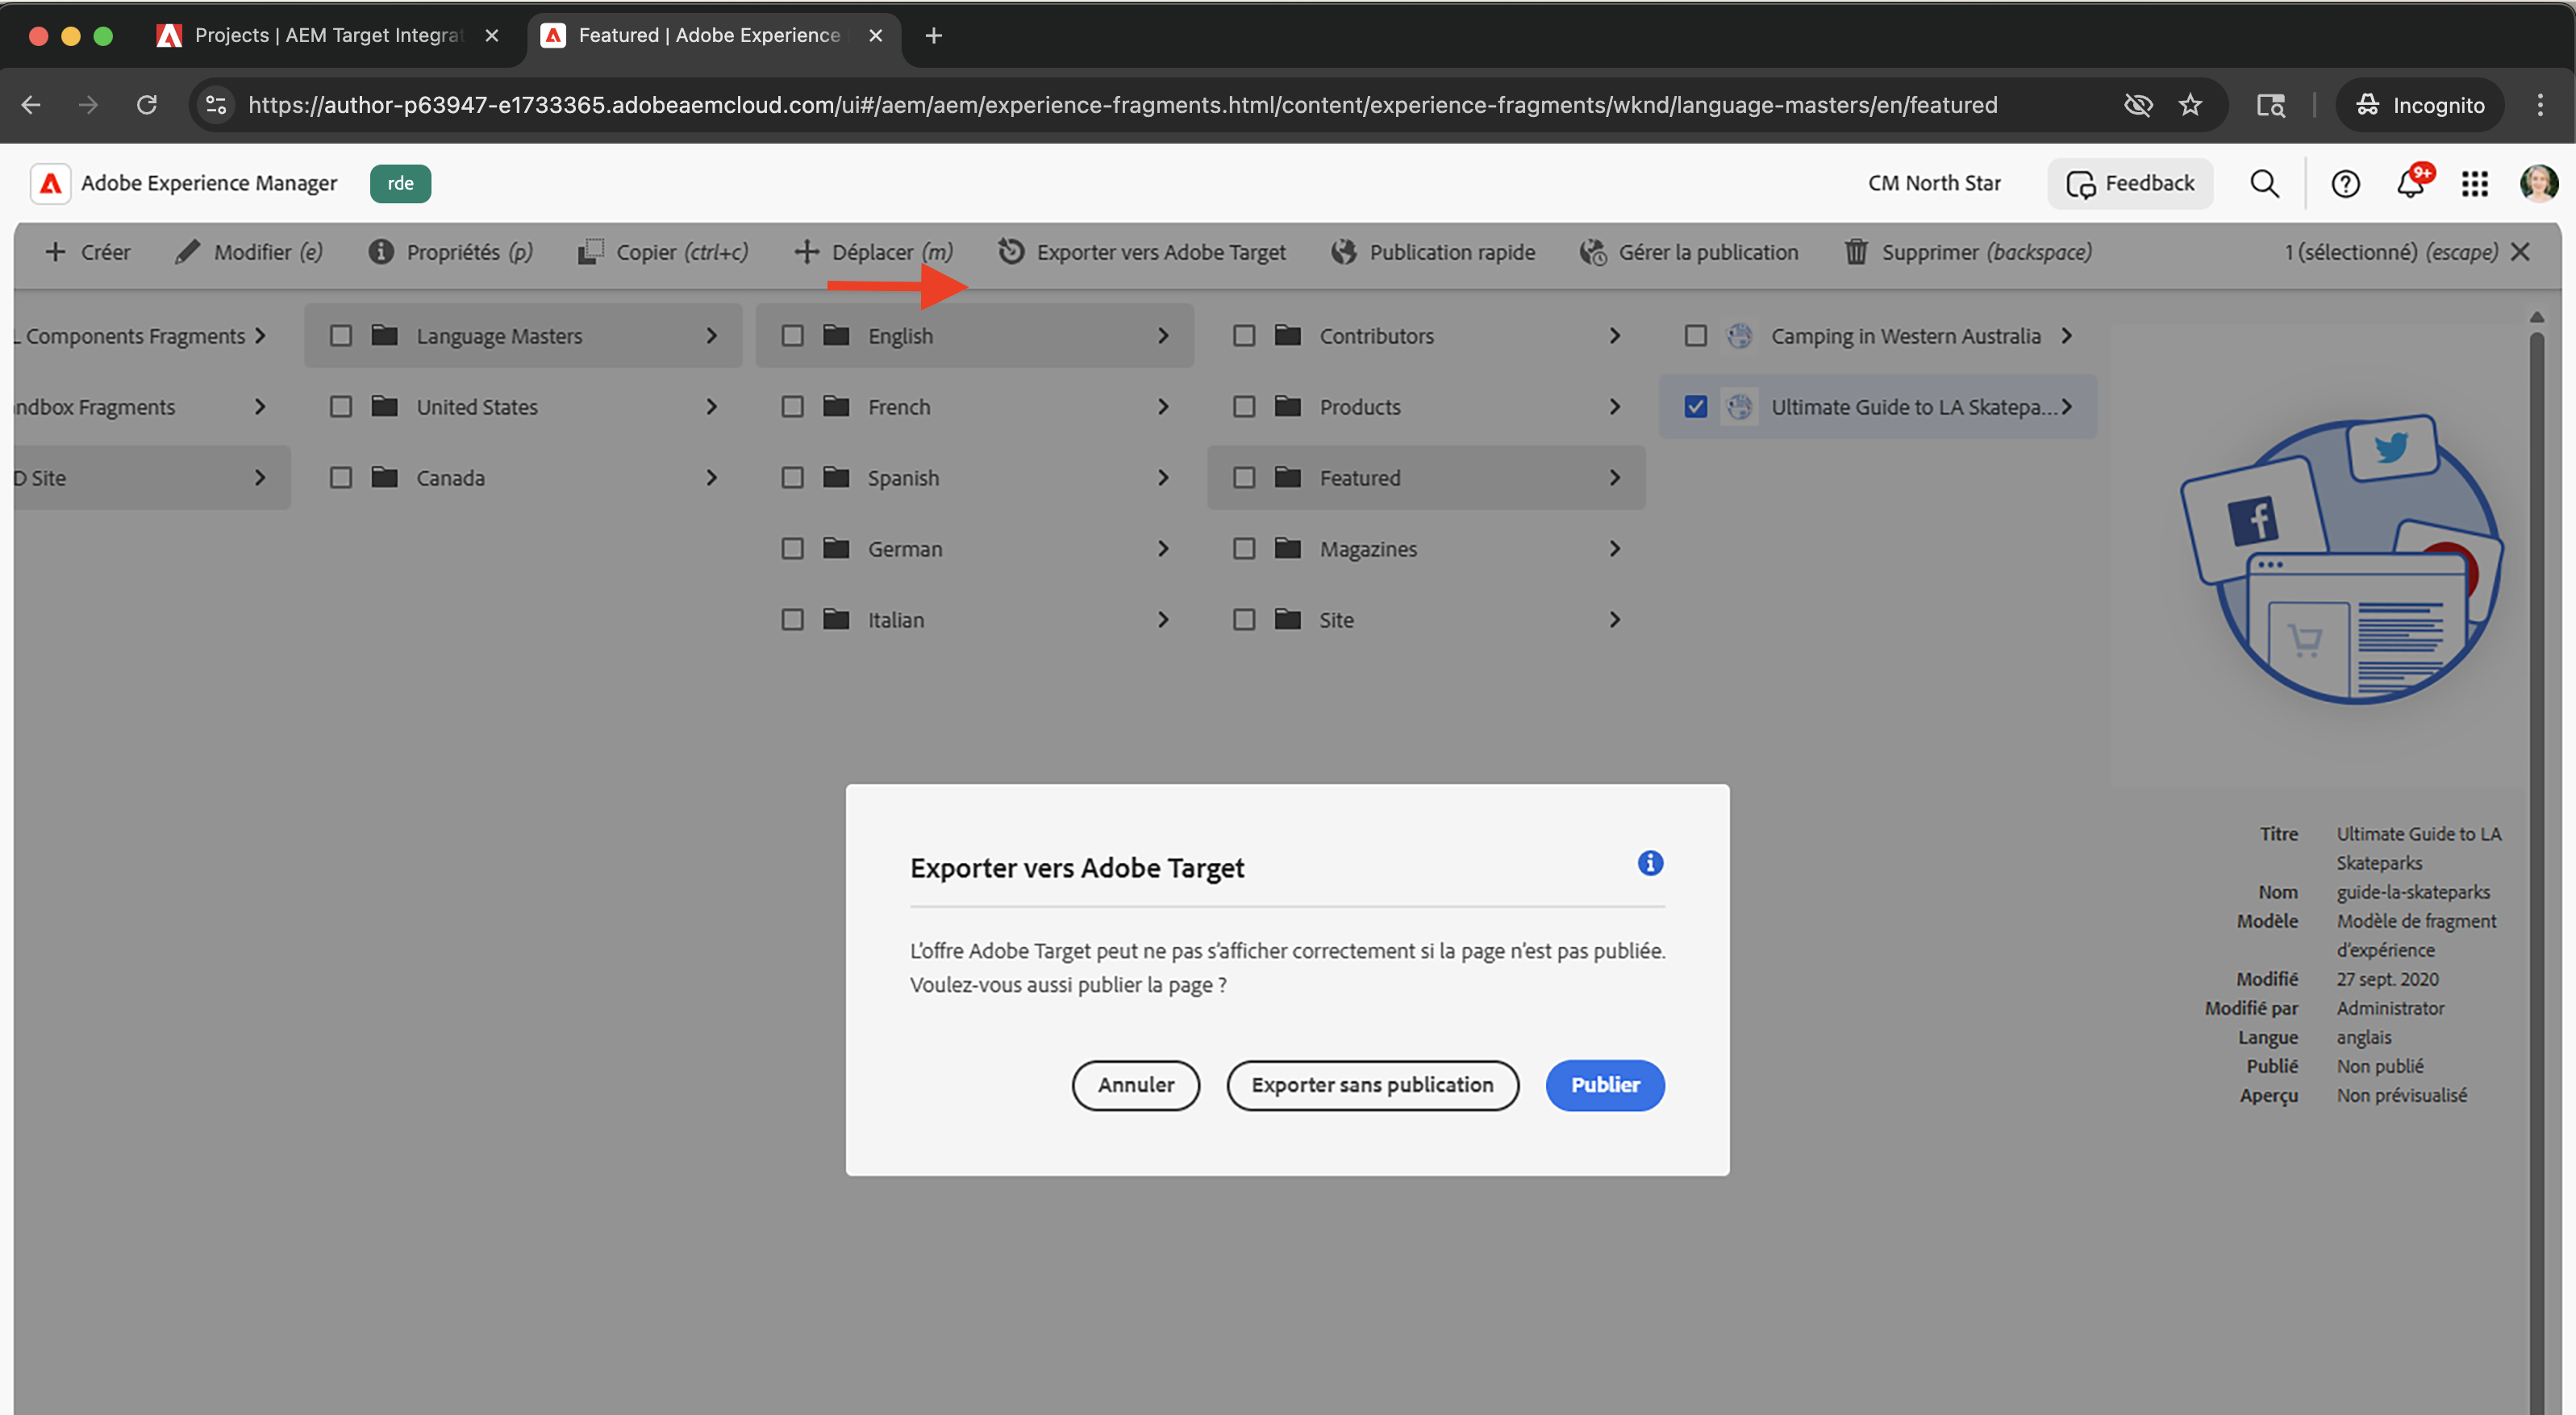 Projects | AEM Target Integrat
Featured | Adobe Experience
https://author-p63947-e1733365.adobeaemcloud.com/ui#/aem/aem/experience-fragments.html/content/experience-fragments/wknd/language-masters/en/featured
Incognito
Adobe Experience Manager
rde
CM North Star
Feedback
9+
Créer
Modifier (e)
Propriétés (p)
Copier (ctrl+c)
Déplacer (m)
Exporter vers Adobe Target
Publication rapide
Gérer la publication
Supprimer (backspace)
1 (sélectionné) (escape)
L Components Fragments
ndbox Fragments
D Site
Language Masters
United States
Canada
English
French
Spanish
German
Italian
Contributors
Products
Featured
Magazines
Site
Camping in Western Australia
Ultimate Guide to LA Skatepa...
Exporter vers Adobe Target
L'offre Adobe Target peut ne pas s'afficher correctement si la page n'est pas publiée.
Voulez-vous aussi publier la page ?
Annuler
Exporter sans publication
Publier
Titre Ultimate Guide to LA
Skateparks
Nom guide-la-skateparks
Modèle Modèle de fragment
d'expérience
Modifié 27 sept. 2020
Modifié par Administrator
Langue anglais
Publié Non publié
Aperçu Non prévisualisé